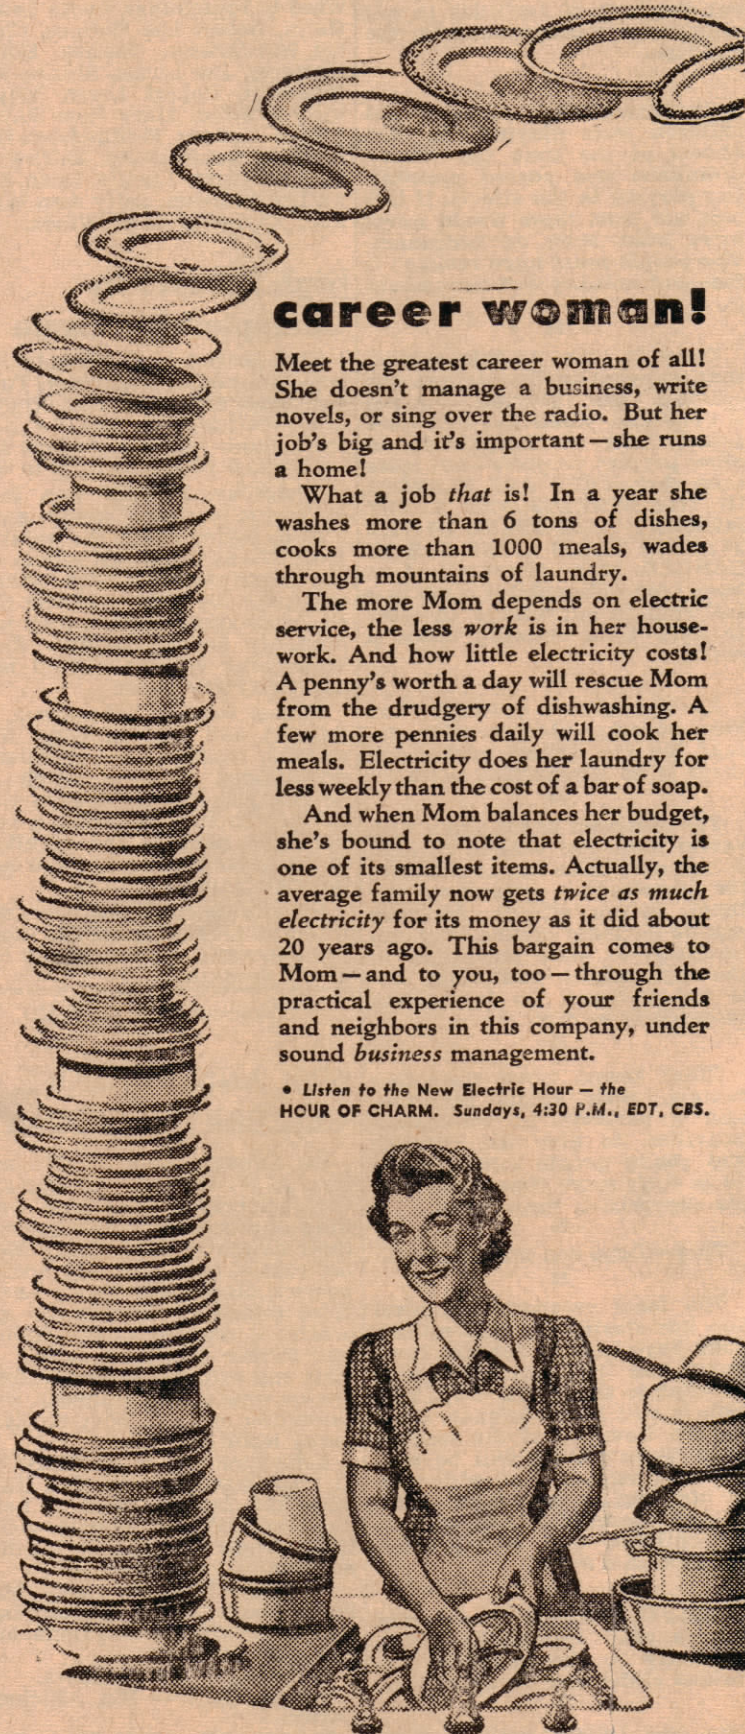 career woman!
Meet the greatest career woman of all!
She doesn't manage a business, write
novels, or sing over the radio. But her
job's big and it's important — she runs
a home!
What a job that is! In a year she
washes more than 6 tons of dishes,
cooks more than 1000 meals, wades
through mountains of laundry.
The more Mom depends on electric
service, the less work is in her house-
work. And how little electricity costs!
A penny's worth a day will rescue Mom
from the drudgery of dishwashing. A
few more pennies daily will cook her
meals. Electricity does her laundry for
less weekly than the cost of a bar of soap.
And when Mom balances her budget,
she's bound to note that electricity is
one of its smallest items. Actually, the
average family now gets twice as much
electricity for its money as it did about
20 years ago. This bargain comes to
Mom — and to you, too — through the
practical experience of your friends
and neighbors in this company, under
sound business management.
• Listen to the New Electric Hour — the
HOUR OF CHARM. Sundays, 4:30 P.M., EDT, CBS.